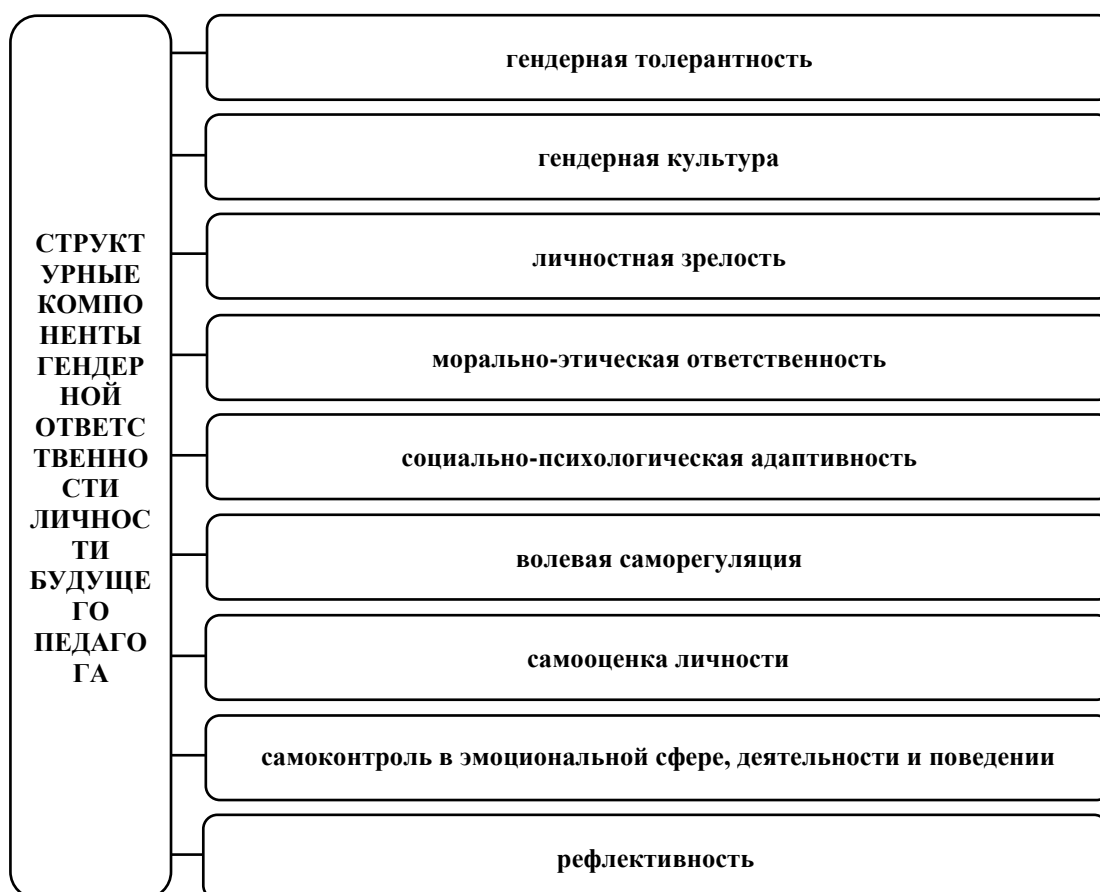 СТРУКТ
УРНЫЕ
КОМПО
НЕНТЫ
ГЕНДЕР
НОЙ
ОТВЕТС
ТВЕННО
СТИ
ЛИЧНОС
ТИ
БУДУЩЕ
ГО
ПЕДАГО
ГА
гендерная толерантность
гендерная культура
личностная зрелость
морально-этическая ответственность
социально-психологическая адаптивность
волевая саморегуляция
самооценка личности
самоконтроль в эмоциональной сфере, деятельности и поведении
рефлективность